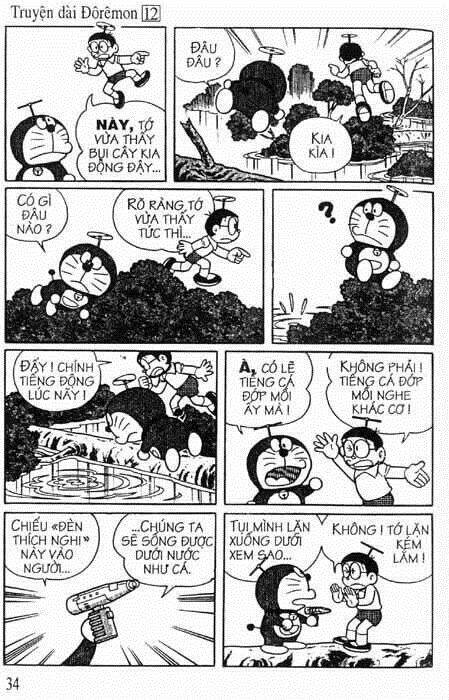 Truyện dài Đôrêmon 12
NÀY, TỚ
VỪA THẤY
BỤI CÂY KIA
ĐỘNG ĐẬY...
ĐÂU
ĐÂU ?
KIA
KÌA !
CÓ GÌ
ĐÂU
NÀO ?
RÕ RÀNG TỚ
VỪA THẤY
TỨC THÌ...
?
ĐẤY ! CHÍNH
TIẾNG ĐỘNG
LÚC NÃY !
À, CÓ LẼ
TIẾNG CÁ
ĐỚP MỒI
ẤY MÀ !
KHÔNG PHẢI !
TIẾNG CÁ ĐỚP
MỒI NGHE
KHÁC CƠ !
CHIẾU «ĐÈN
THÍCH NGHI»
NÀY VÀO
NGƯỜI...
...CHÚNG TA
SẼ SỐNG ĐƯỢC
DƯỚI NƯỚC
NHƯ CÁ.
TỤI MÌNH LẶN
XUỐNG DƯỚI
XEM SAO...
KHÔNG ! TỚ LẶN
KÉM
LẮM !
34